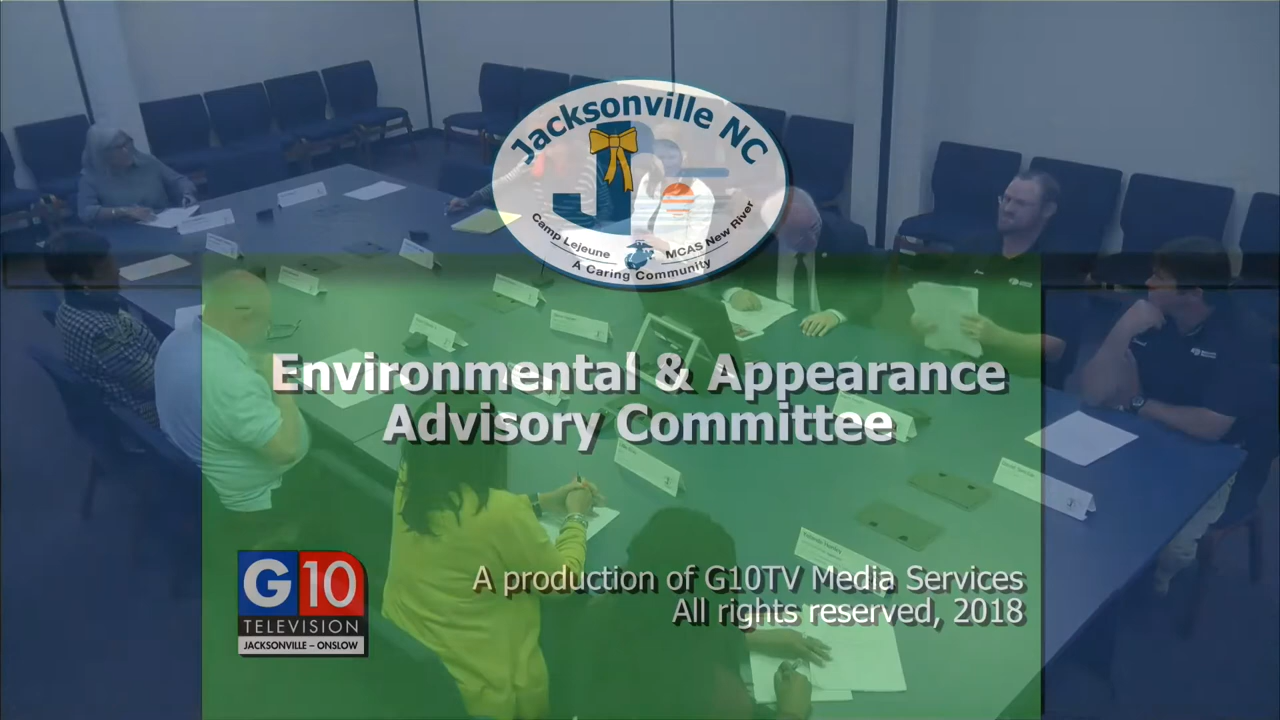 Jacksonville NC
Camp Lejeune
MCAS New River
A Caring Community
Environmental & Appearance
Advisory Committee
G10
TELEVISION
JACKSONVILLE – ONSLOW
A production of G10TV Media Services
All rights reserved, 2018